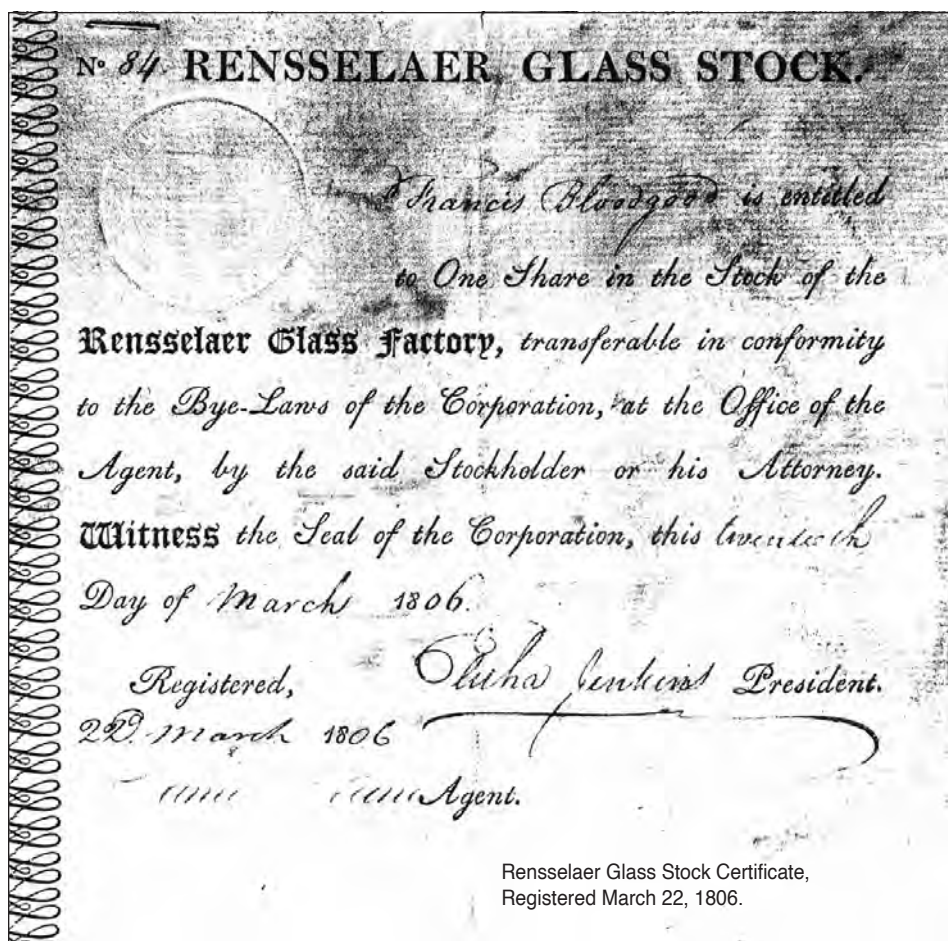 Nº 84. RENSSELAER GLASS STOCK.
Francis Bloodgood is entitled
to One Share in the Stock of the
Rensselaer Glass Factory, transferable in conformity
to the Bye-Laws of the Corporation, at the Office of the
Agent, by the said Stockholder or his Attorney.
Witness the Seal of the Corporation, this twentieth
Day of March 1806.
Elisha Jenkins President.
Registered,
22D. March 1806
Agent.
Rensselaer Glass Stock Certificate,
Registered March 22, 1806.